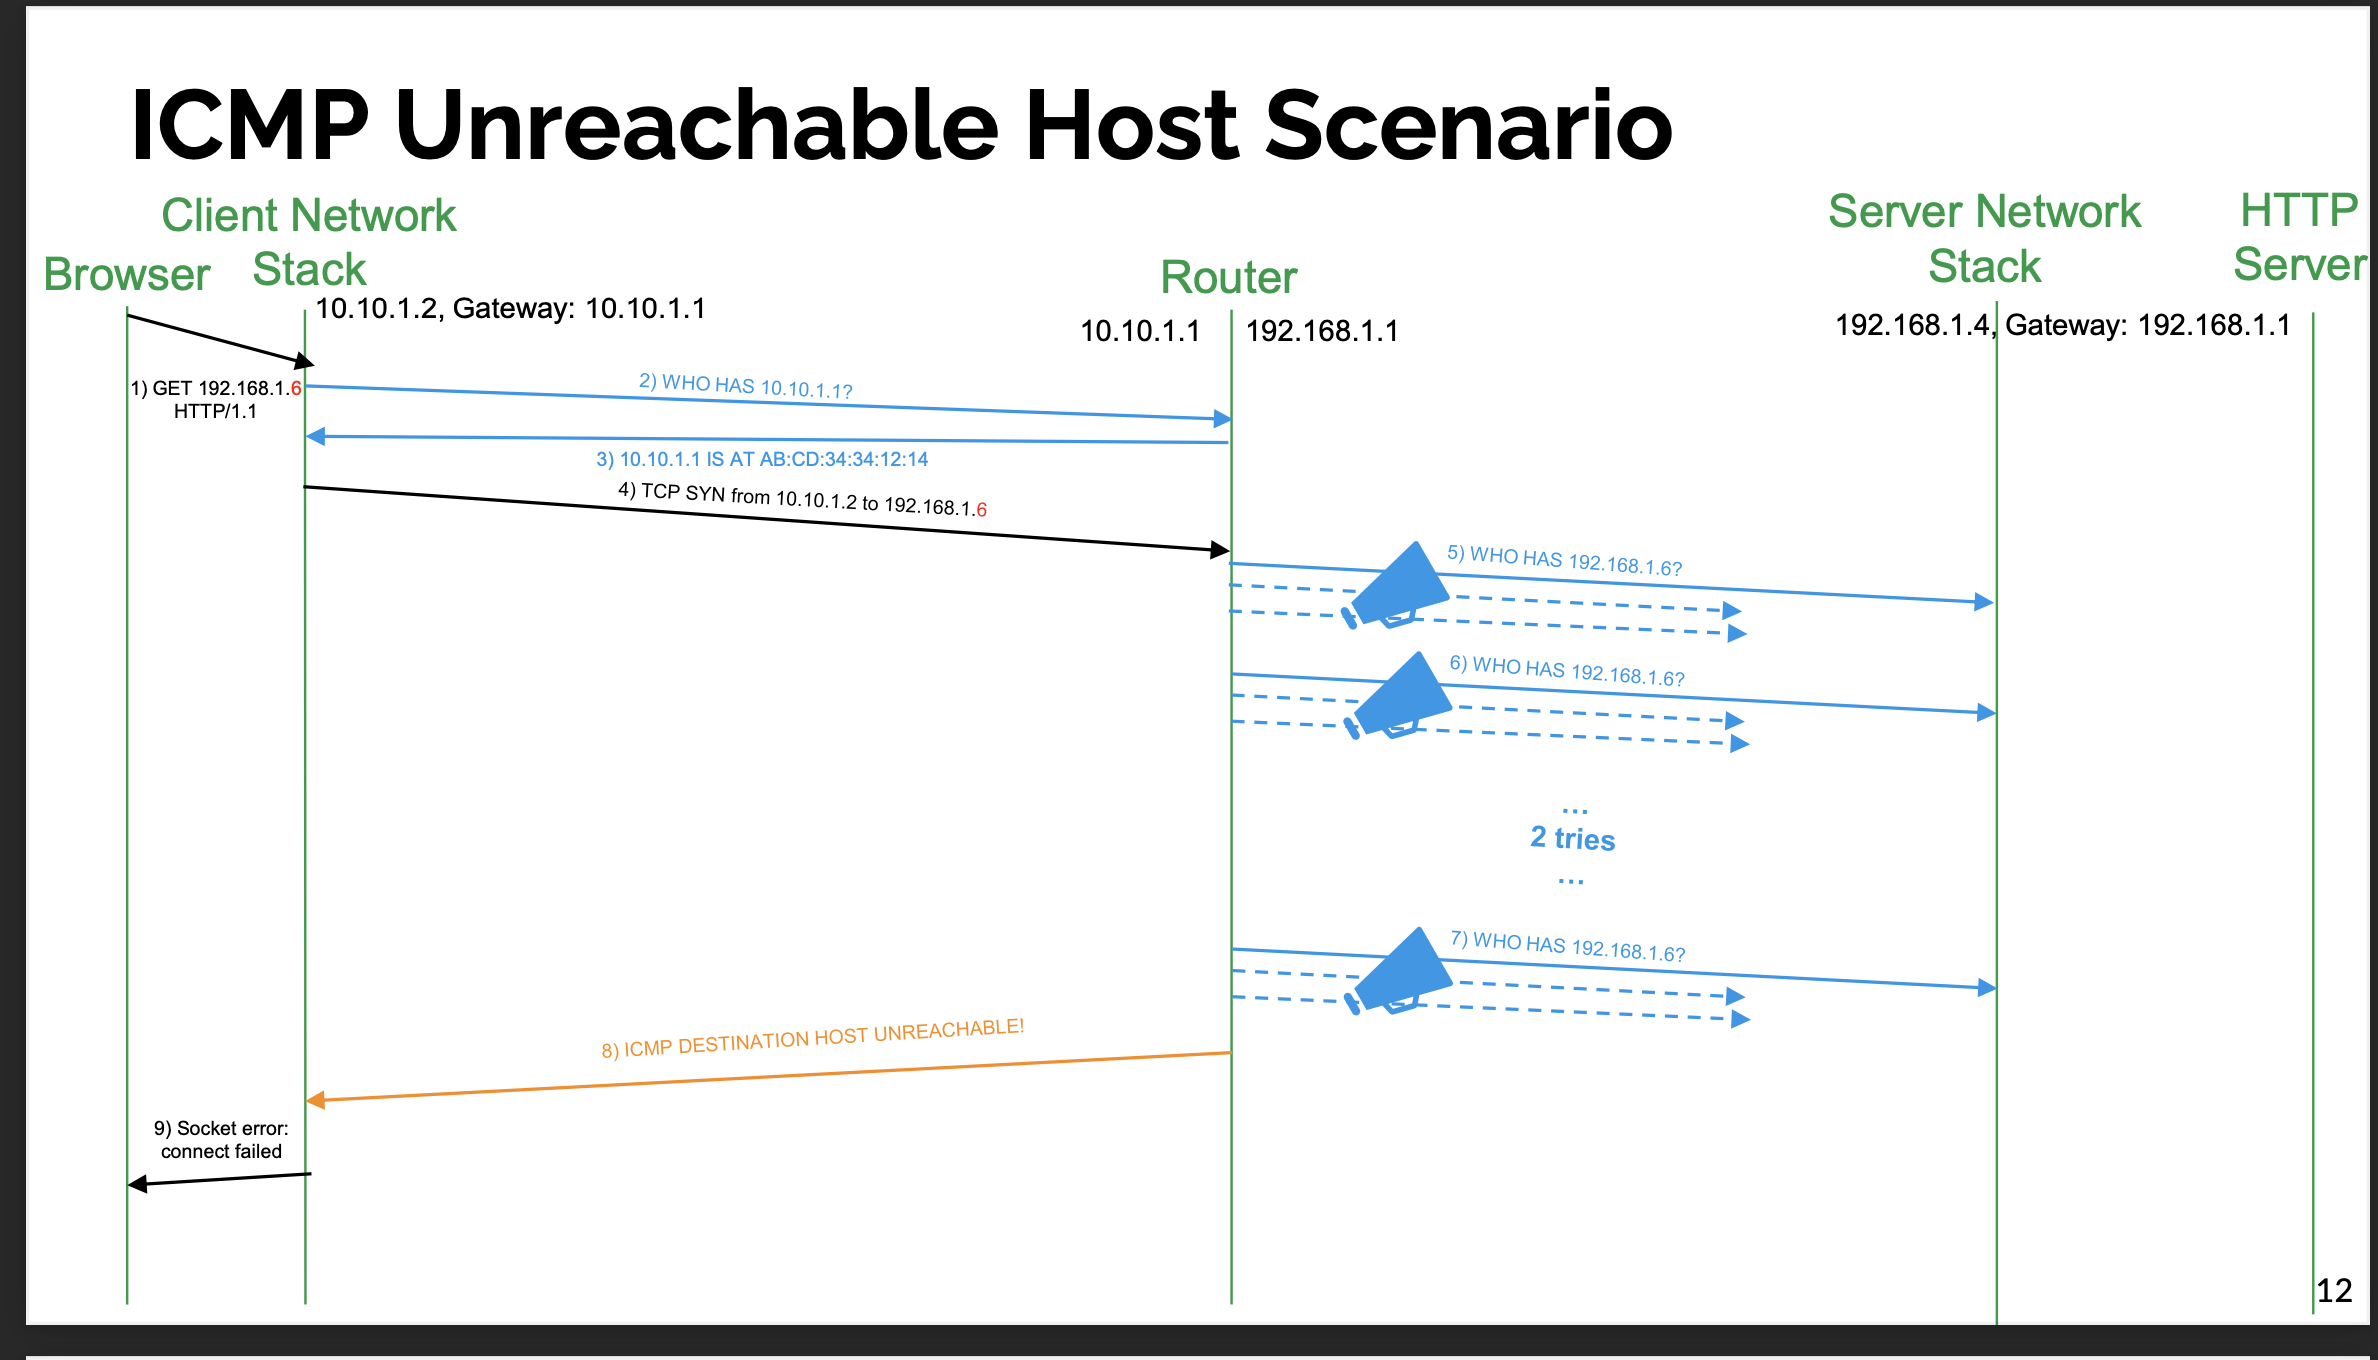 ICMP Unreachable Host Scenario
Client Network
Stack
Browser
Router
Server Network
Stack
HTTP
Server
10.10.1.2, Gateway: 10.10.1.1
10.10.1.1
192.168.1.1
192.168.1.4, Gateway: 192.168.1.1
1) GET 192.168.1.6
HTTP/1.1
2) WHO HAS 10.10.1.1?
3) 10.10.1.1 IS AT AB:CD:34:34:12:14
4) TCP SYN from 10.10.1.2 to 192.168.1.6
5) WHO HAS 192.168.1.6?
6) WHO HAS 192.168.1.6?
...
2 tries
...
7) WHO HAS 192.168.1.6?
8) ICMP DESTINATION HOST UNREACHABLE!
9) Socket error:
connect failed
12